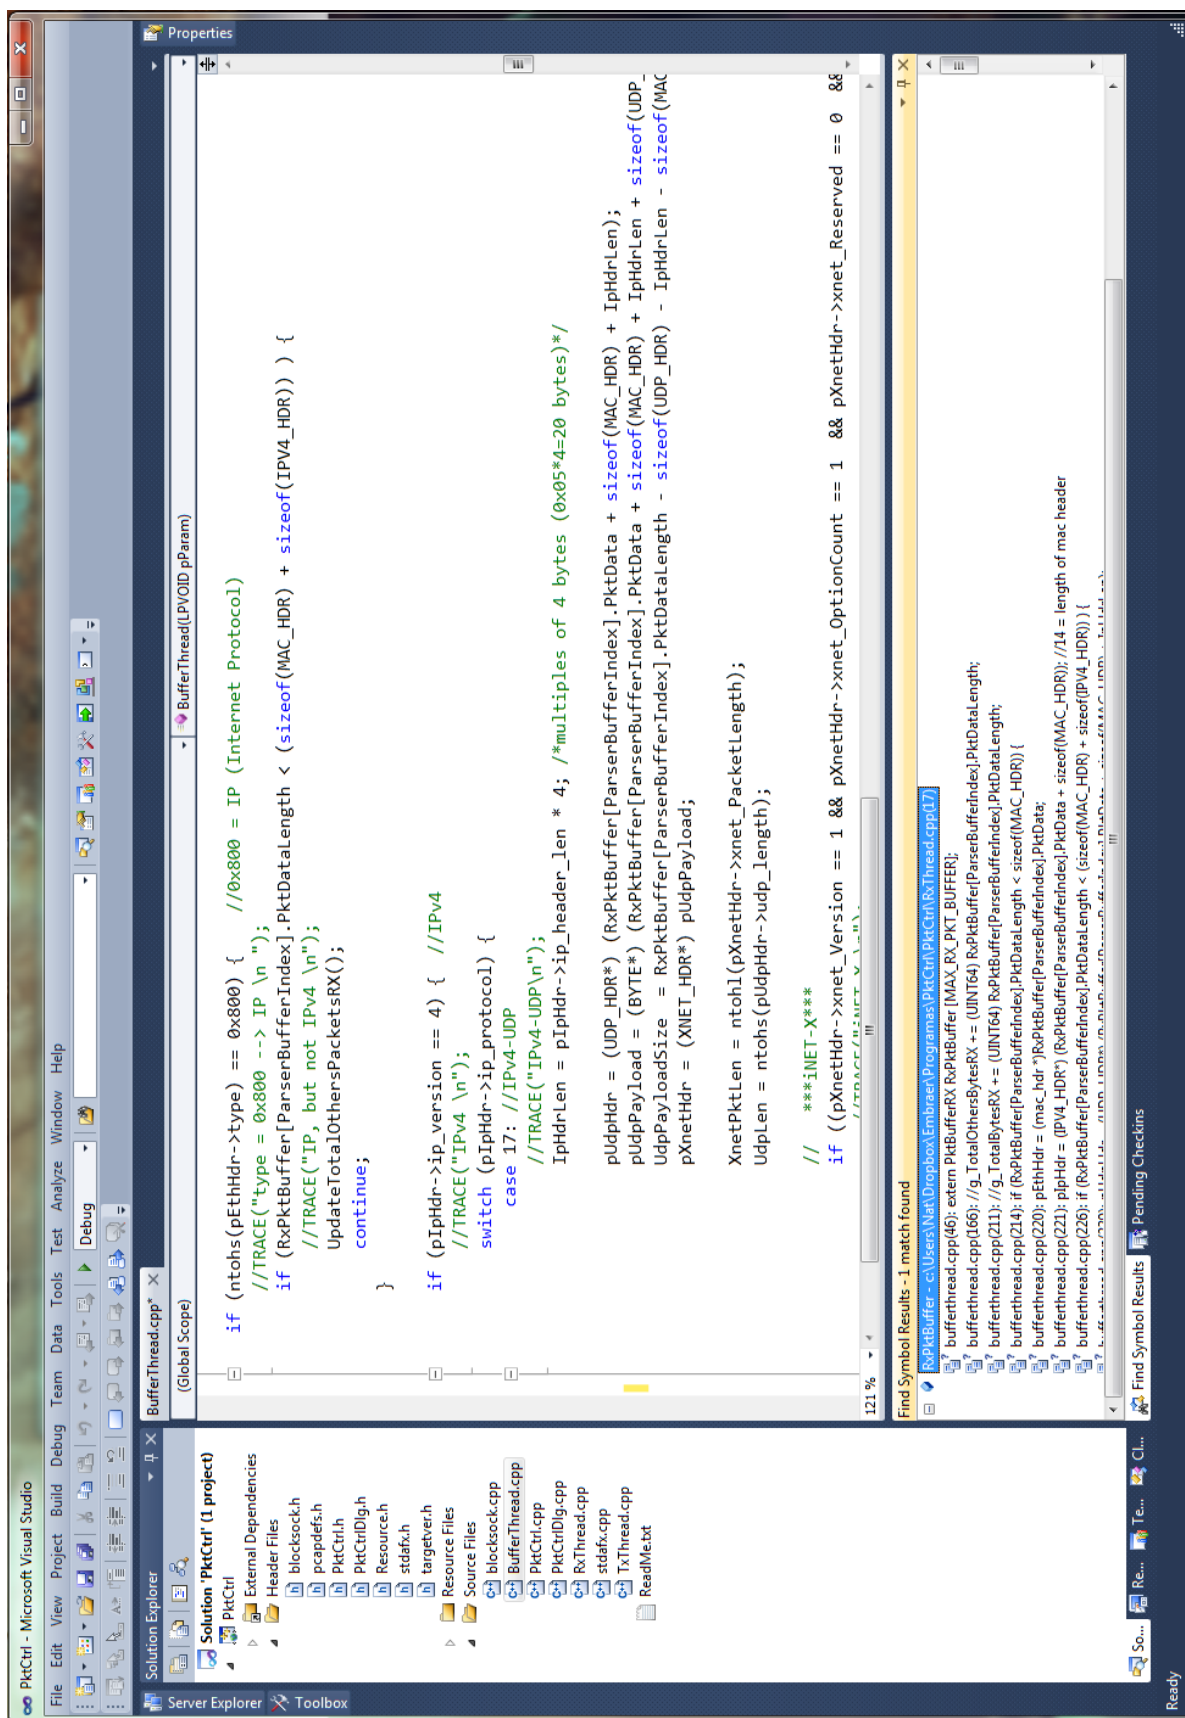 PktCtrl - Microsoft Visual Studio
File Edit View Project Build Debug Team Data Tools Test Analyze Window Help
Debug
Server Explorer
Toolbox
Solution Explorer
Solution 'PktCtrl' (1 project)
PktCtrl
External Dependencies
Header Files
blocksock.h
pcapdefs.h
PktCtrl.h
PktCtrlDlg.h
Resource.h
stdafx.h
targetver.h
Resource Files
Source Files
blocksock.cpp
BufferThread.cpp
PktCtrl.cpp
PktCtrlDlg.cpp
RxThread.cpp
stdafx.cpp
TxThread.cpp
ReadMe.txt
So... Re... Te... Cl...
BufferThread.cpp*
(Global Scope)
BufferThread(LPVOID pParam)
if (ntohs(pEthHdr->type) == 0x800) { //0x800 = IP (Internet Protocol)
//TRACE("type = 0x800 --> IP \n ");
if (RxPktBuffer[ParserBufferIndex].PktDataLength < (sizeof(MAC_HDR) + sizeof(IPV4_HDR)) ) {
//TRACE("IP, but not IPv4 \n");
UpdateTotalOthersPacketsRX();
continue;
}
if (pIpHdr->ip_version == 4) { //IPv4
//TRACE("IPv4 \n");
switch (pIpHdr->ip_protocol) {
case 17: //IPv4-UDP
//TRACE("IPv4-UDP\n");
IpHdrLen = pIpHdr->ip_header_len * 4; /*multiples of 4 bytes (0x05*4=20 bytes)*/
pUdpHdr = (UDP_HDR*) (RxPktBuffer[ParserBufferIndex].PktData + sizeof(MAC_HDR) + IpHdrLen);
pUdpPayload = (BYTE*) (RxPktBuffer[ParserBufferIndex].PktData + sizeof(MAC_HDR) + IpHdrLen + sizeof(UDP_
UdpPayloadSize = RxPktBuffer[ParserBufferIndex].PktDataLength - sizeof(UDP_HDR) - IpHdrLen - sizeof(MAC
pXnetHdr = (XNET_HDR*) pUdpPayload;
XnetPktLen = ntohl(pXnetHdr->xnet_PacketLength);
UdpLen = ntohs(pUdpHdr->udp_length);
// ***iNET-X***
if ((pXnetHdr->xnet_Version == 1 && pXnetHdr->xnet_OptionCount == 1 && pXnetHdr->xnet_Reserved == 0 &&
//TRACE("iNET-X \n");
121 %
Properties
Find Symbol Results - 1 match found
RxPktBuffer - c:\Users\Nat\Dropbox\Embraer\Programas\PktCtrl\PktCtrl\RxThread.cpp(17)
bufferthread.cpp(46): extern PktBufferRX RxPktBuffer [MAX_RX_PKT_BUFFER];
bufferthread.cpp(166): //g_TotalOthersBytesRX += (UINT64) RxPktBuffer[ParserBufferIndex].PktDataLength;
bufferthread.cpp(211): //g_TotalBytesRX += (UINT64) RxPktBuffer[ParserBufferIndex].PktDataLength;
bufferthread.cpp(214): if (RxPktBuffer[ParserBufferIndex].PktDataLength < sizeof(MAC_HDR)) {
bufferthread.cpp(220): pEthHdr = (mac_hdr *)RxPktBuffer[ParserBufferIndex].PktData;
bufferthread.cpp(221): pIpHdr = (IPV4_HDR*) (RxPktBuffer[ParserBufferIndex].PktData + sizeof(MAC_HDR)); //14 = length of mac header
bufferthread.cpp(226): if (RxPktBuffer[ParserBufferIndex].PktDataLength < (sizeof(MAC_HDR) + sizeof(IPV4_HDR)) ) {
Find Symbol Results Pending Checkins
Ready